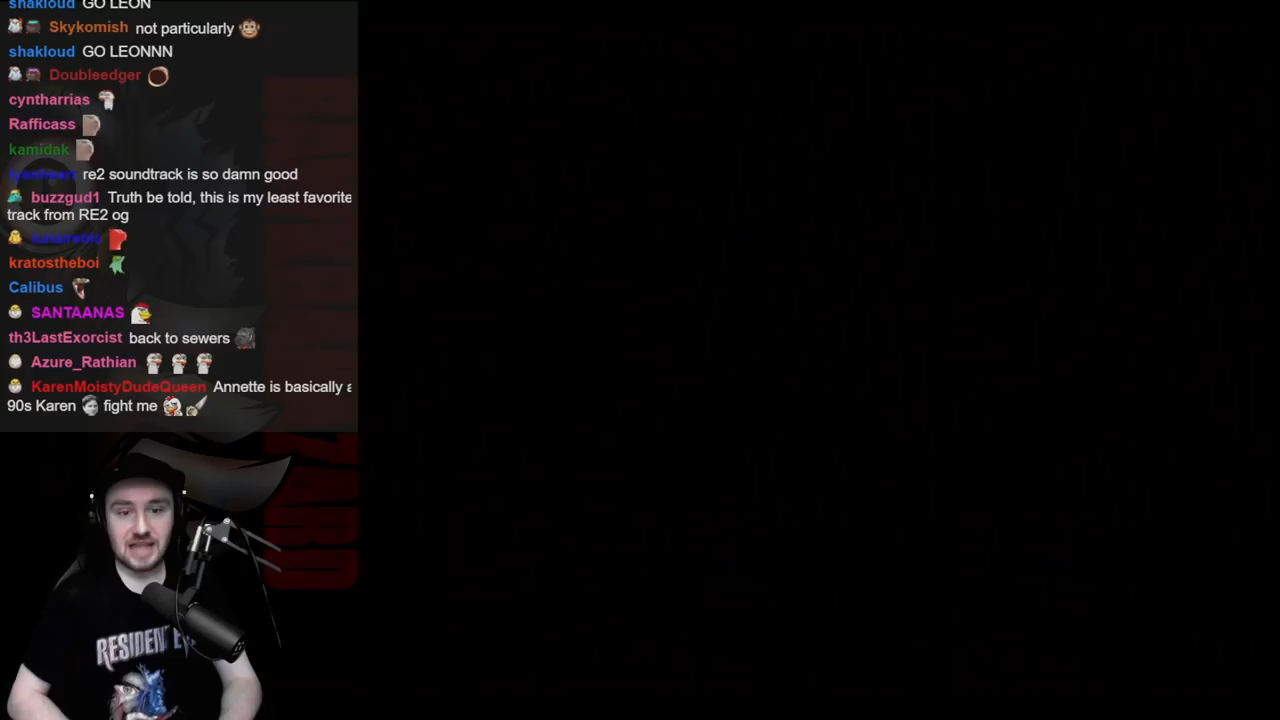 shakloud GO LEON
Skykomish not particularly
shakloud GO LEONNN
Doubleedger
cyntharrias
Rafficass
kamidak
re2 soundtrack is so damn good
buzzgud1 Truth be told, this is my least favorite
track from RE2 og
kratostheboi
Calibus
SANTAANAS
th3LastExorcist back to sewers
Azure_Rathian
KarenMoistyDudeQueen Annette is basically a
90s Karen fight me
RESIDENT E